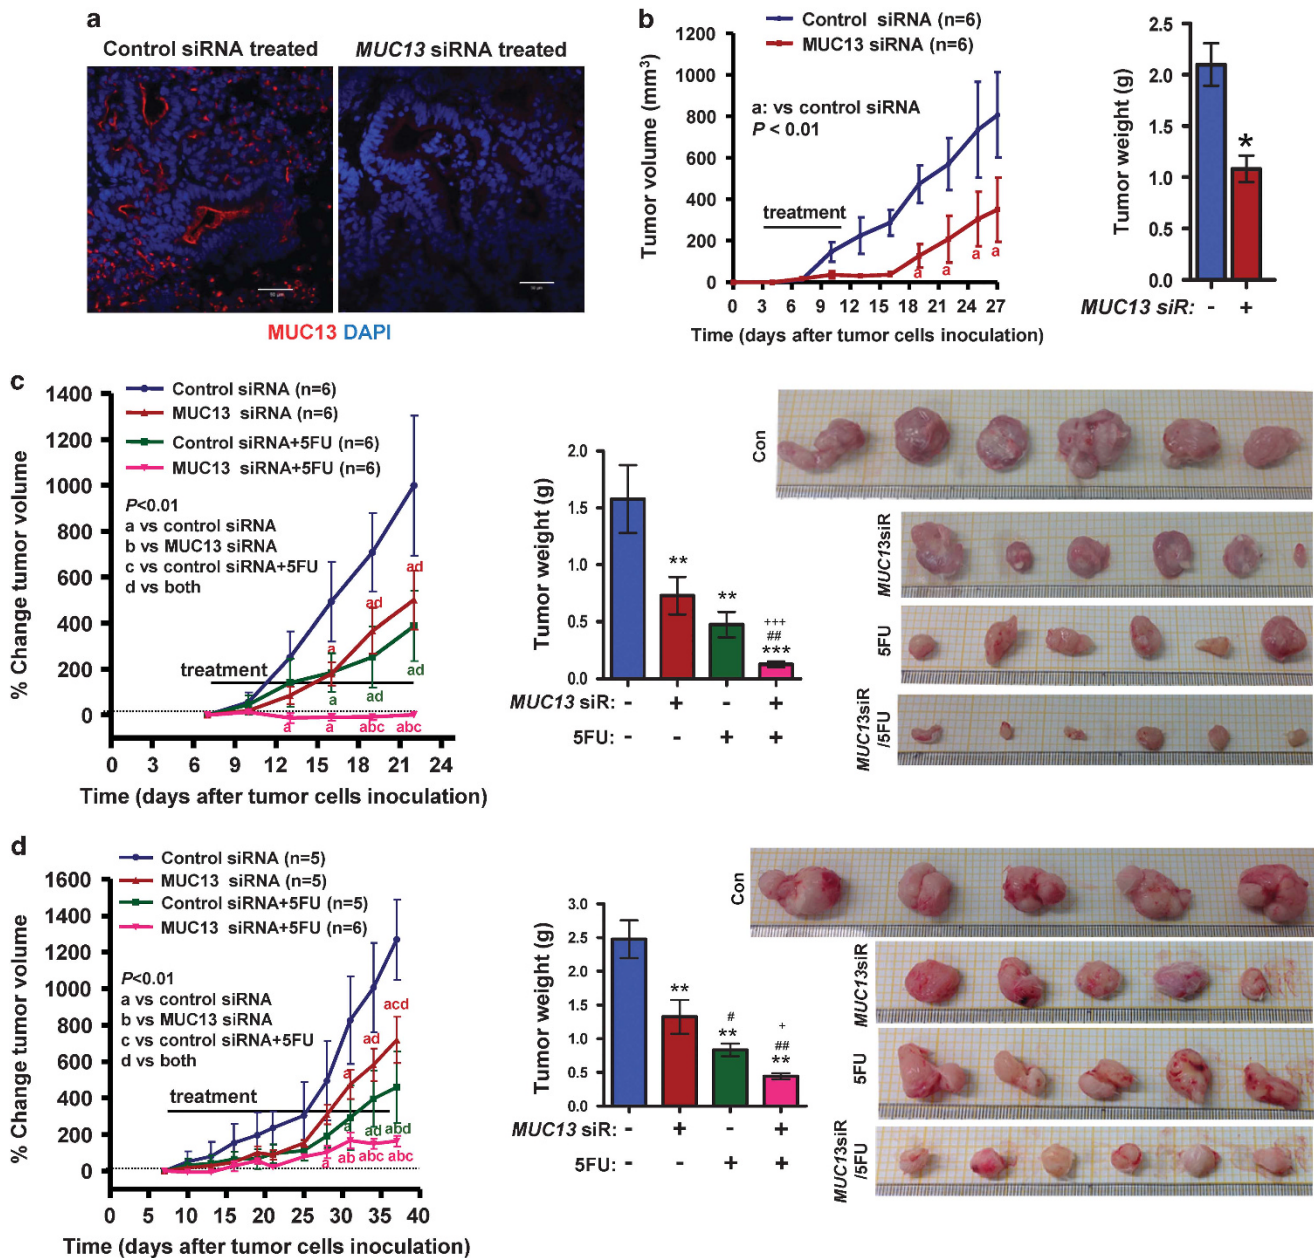 a
Control siRNA treated
MUC13 siRNA treated
MUC13 DAPI
b
Control siRNA (n=6)
MUC13 siRNA (n=6)
a: vs control siRNA
P < 0.01
treatment
Tumor volume (mm³)
1200
1000
800
600
400
200
0
a a a a
0 3 6 9 12 15 18 21 24 27
Time (days after tumor cells inoculation)
Tumor weight (g)
2.5
2.0
1.5
1.0
0.5
0.0
*
MUC13 siR: - +
c
Control siRNA (n=6)
MUC13 siRNA (n=6)
Control siRNA+5FU (n=6)
MUC13 siRNA+5FU (n=6)
P<0.01
a vs control siRNA
b vs MUC13 siRNA
c vs control siRNA+5FU
d vs both
treatment
% Change tumor volume
1400
1200
1000
800
600
400
200
0
a ad ad
a ad ad
a a abc abc
0 3 6 9 12 15 18 21 24
Time (days after tumor cells inoculation)
Tumor weight (g)
2.0
1.5
1.0
0.5
0.0
**
**
+++
##
***
MUC13 siR: - + - +
5FU: - - + +
Con
MUC13siR
5FU
MUC13siR
/5FU
d
Control siRNA (n=5)
MUC13 siRNA (n=5)
Control siRNA+5FU (n=5)
MUC13 siRNA+5FU (n=6)
P<0.01
a vs control siRNA
b vs MUC13 siRNA
c vs control siRNA+5FU
d vs both
treatment
% Change tumor volume
1600
1400
1200
1000
800
600
400
200
0
a ad acd
a ad abd
a ab abc abc
0 5 10 15 20 25 30 35 40
Time (days after tumor cells inoculation)
Tumor weight (g)
3.0
2.5
2.0
1.5
1.0
0.5
0.0
**
#
**
+
##
**
MUC13 siR: - + - +
5FU: - - + +
Con
MUC13siR
5FU
MUC13siR
/5FU